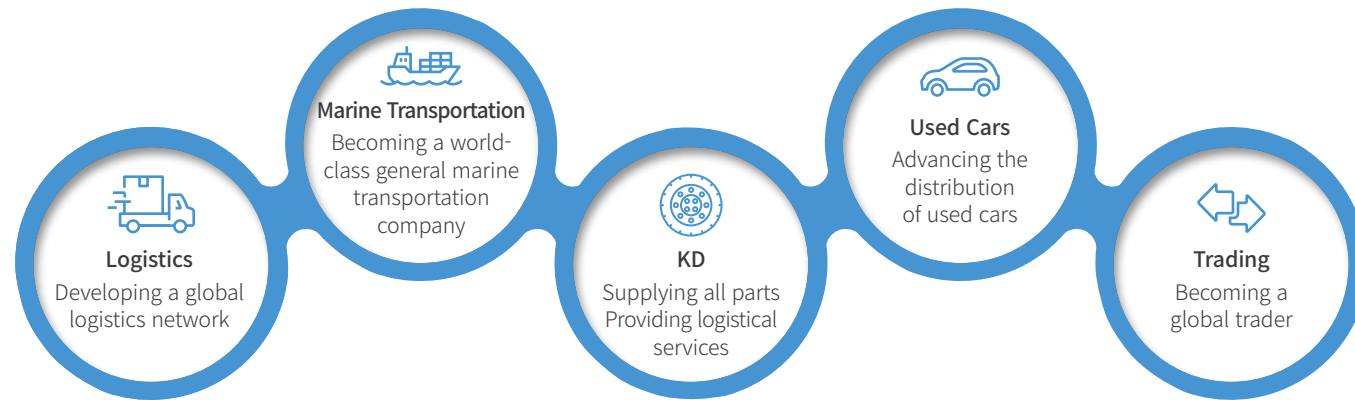 Logistics
Developing a global
logistics network
Marine Transportation
Becoming a world-
class general marine
transportation
company
KD
Supplying all parts
Providing logistical
services
Used Cars
Advancing the
distribution
of used cars
Trading
Becoming a
global trader